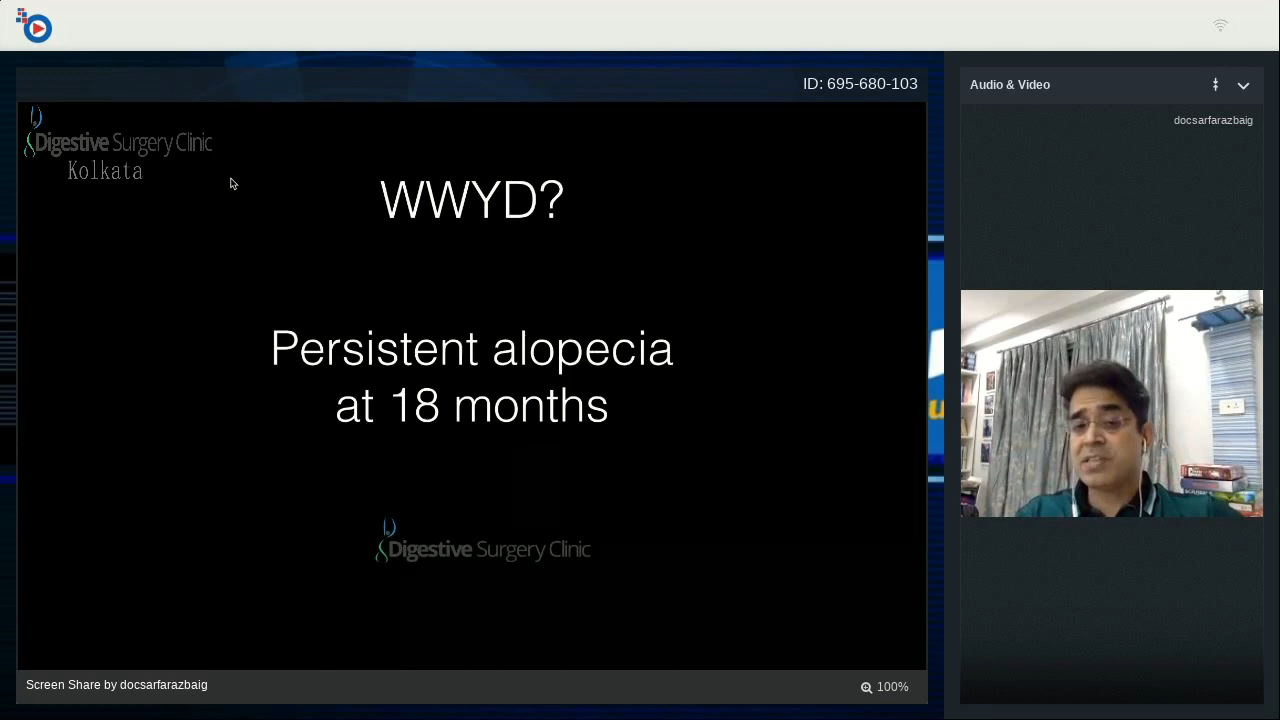 ID: 695-680-103
Audio & Video
docsarfarazbaig
Digestive Surgery Clinic
Kolkata
WWYD?
Persistent alopecia
at 18 months
Digestive Surgery Clinic
Screen Share by docsarfarazbaig
100%